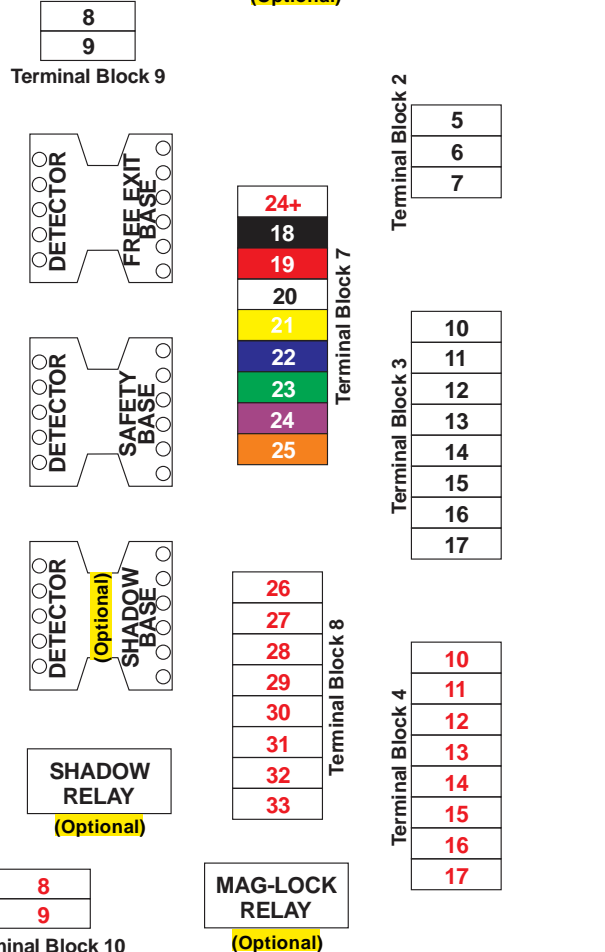 (Optional)
8
9
Terminal Block 9
Terminal Block 2
5
6
7
DETECTOR
FREE EXIT
BASE
24+
18
19
20
21
22
23
24
25
Terminal Block 7
Terminal Block 3
10
11
12
13
14
15
16
17
DETECTOR
SAFETY
BASE
DETECTOR
(Optional)
SHADOW
BASE
26
27
28
29
30
31
32
33
Terminal Block 8
Terminal Block 4
10
11
12
13
14
15
16
17
SHADOW
RELAY
(Optional)
8
9
minal Block 10
MAG-LOCK
RELAY
(Optional)